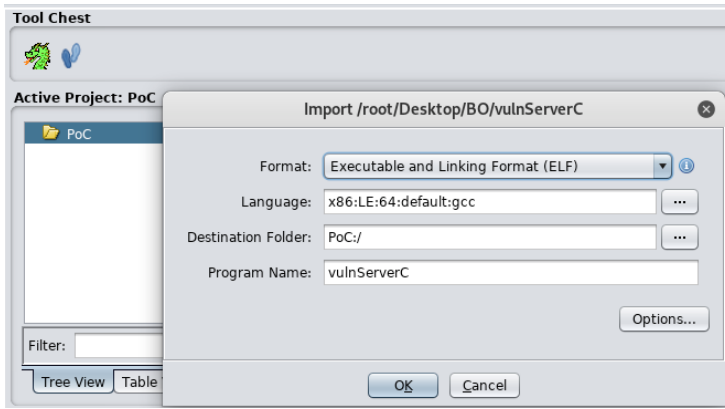 Tool Chest
Active Project: PoC
PoC
Import /root/Desktop/BO/vulnServerC
Format: Executable and Linking Format (ELF)
Language: x86:LE:64:default:gcc ...
Destination Folder: PoC:/ ...
Program Name: vulnServerC
Options...
Filter:
Tree View Table
OK Cancel